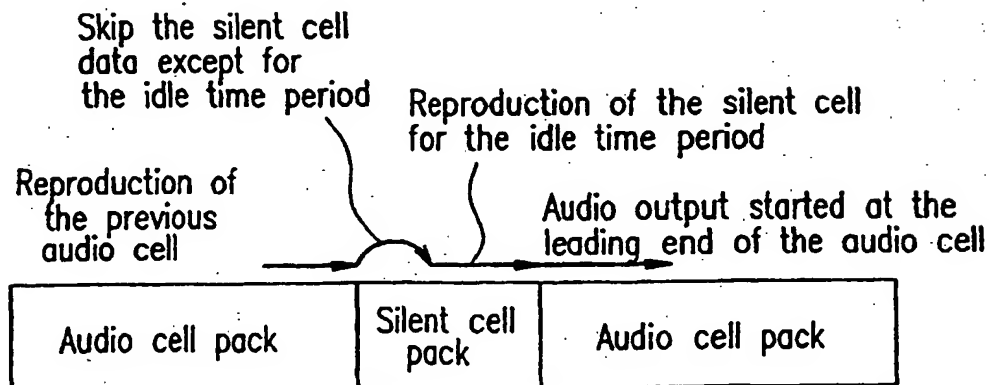 Skip the silent cell
data except for
the idle time period
Reproduction of the silent cell
for the idle time period
Reproduction of
the previous
audio cell
Audio output started at the
leading end of the audio cell
Audio cell pack
Silent cell
pack
Audio cell pack